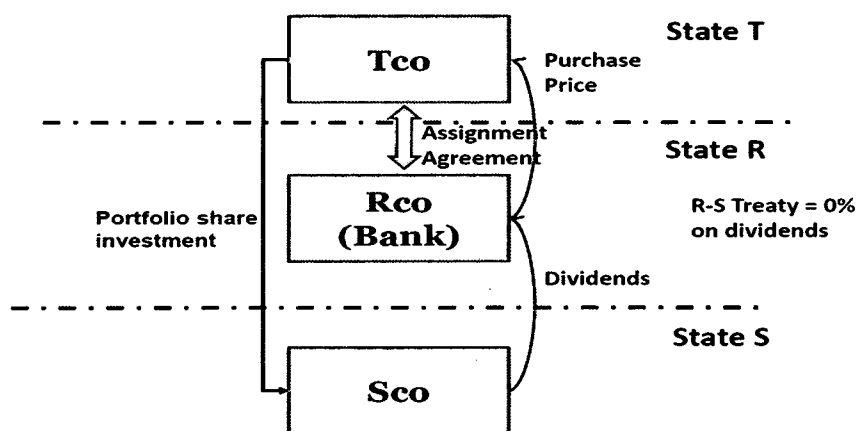 State T
Tco
Purchase
Price
Assignment
Agreement
State R
Rco
(Bank)
R-S Treaty = 0%
on dividends
Portfolio share
investment
Dividends
State S
Sco